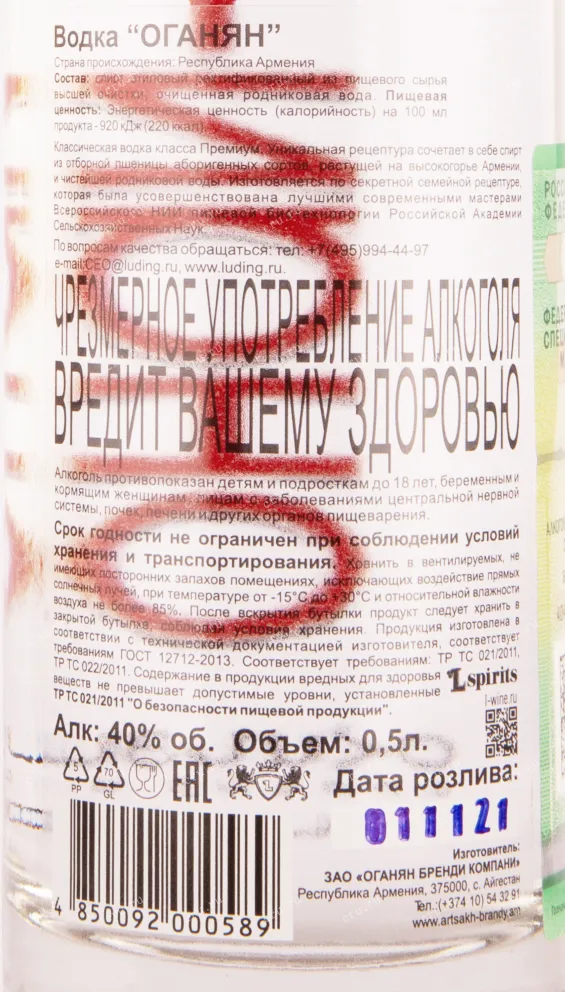 Водка “ОГАНЯН”
Страна происхождения: Республика Армения
Состав: спирт этиловый ректификованный из пищевого сырья
высшей очистки, очищенная родниковая вода. Пищевая
ценность: Энергетическая ценность (калорийность) на 100 мл
продукта - 920 кДж (220 ккал).
Классическая водка класса Премиум. Уникальная рецептура сочетает в себе спирт
из отборной пшеницы аборигенных сортов, растущей на высокогорье Армении,
и чистейшей родниковой воды. Изготовляется по секретной семейной рецептуре,
которая была усовершенствована лучшими современными мастерами
Всероссийского НИИ пищевой биотехнологии Российской Академии
Сельскохозяйственных Наук.
По вопросам качества обращаться: тел: +7(495)994-44-97
e-mail:CEO@luding.ru, www.luding.ru.
ЧРЕЗМЕРНОЕ УПОТРЕБЛЕНИЕ АЛКОГОЛЯ
ВРЕДИТ ВАШЕМУ ЗДОРОВЬЮ
Алкоголь противопоказан детям и подросткам до 18 лет, беременным и
кормящим женщинам, лицам с заболеваниями центральной нервной
системы, почек, печени и других органов пищеварения.
Срок годности не ограничен при соблюдении условий
хранения и транспортирования. Хранить в вентилируемых, не
имеющих посторонних запахов помещениях, исключающих воздействие прямых
солнечных лучей, при температуре от -15°С до +30°С и относительной влажности
воздуха не более 85%. После вскрытия бутылки продукт следует хранить в
закрытой бутылке, соблюдая условия хранения. Продукция изготовлена в
соответствии с технической документацией изготовителя, соответствует
требованиям ГОСТ 12712-2013. Соответствует требованиям: ТР ТС 021/2011,
ТР ТС 022/2011. Содержание в продукции вредных для здоровья
веществ не превышает допустимые уровни, установленные
ТР ТС 021/2011 "О безопасности пищевой продукции".
Lspirits
l-wine.ru
Алк: 40% об. Объем: 0,5л.
5
PP
70
GL
EAC
L
Дата розлива:
011121
Изготовитель:
ЗАО «ОГАНЯН БРЕНДИ КОМПАНИ»
Республика Армения, 375000, с. Айгестан
Тел.:(+374 10) 54 32 91
www.artsakh-brandy.am
4 850092 000589